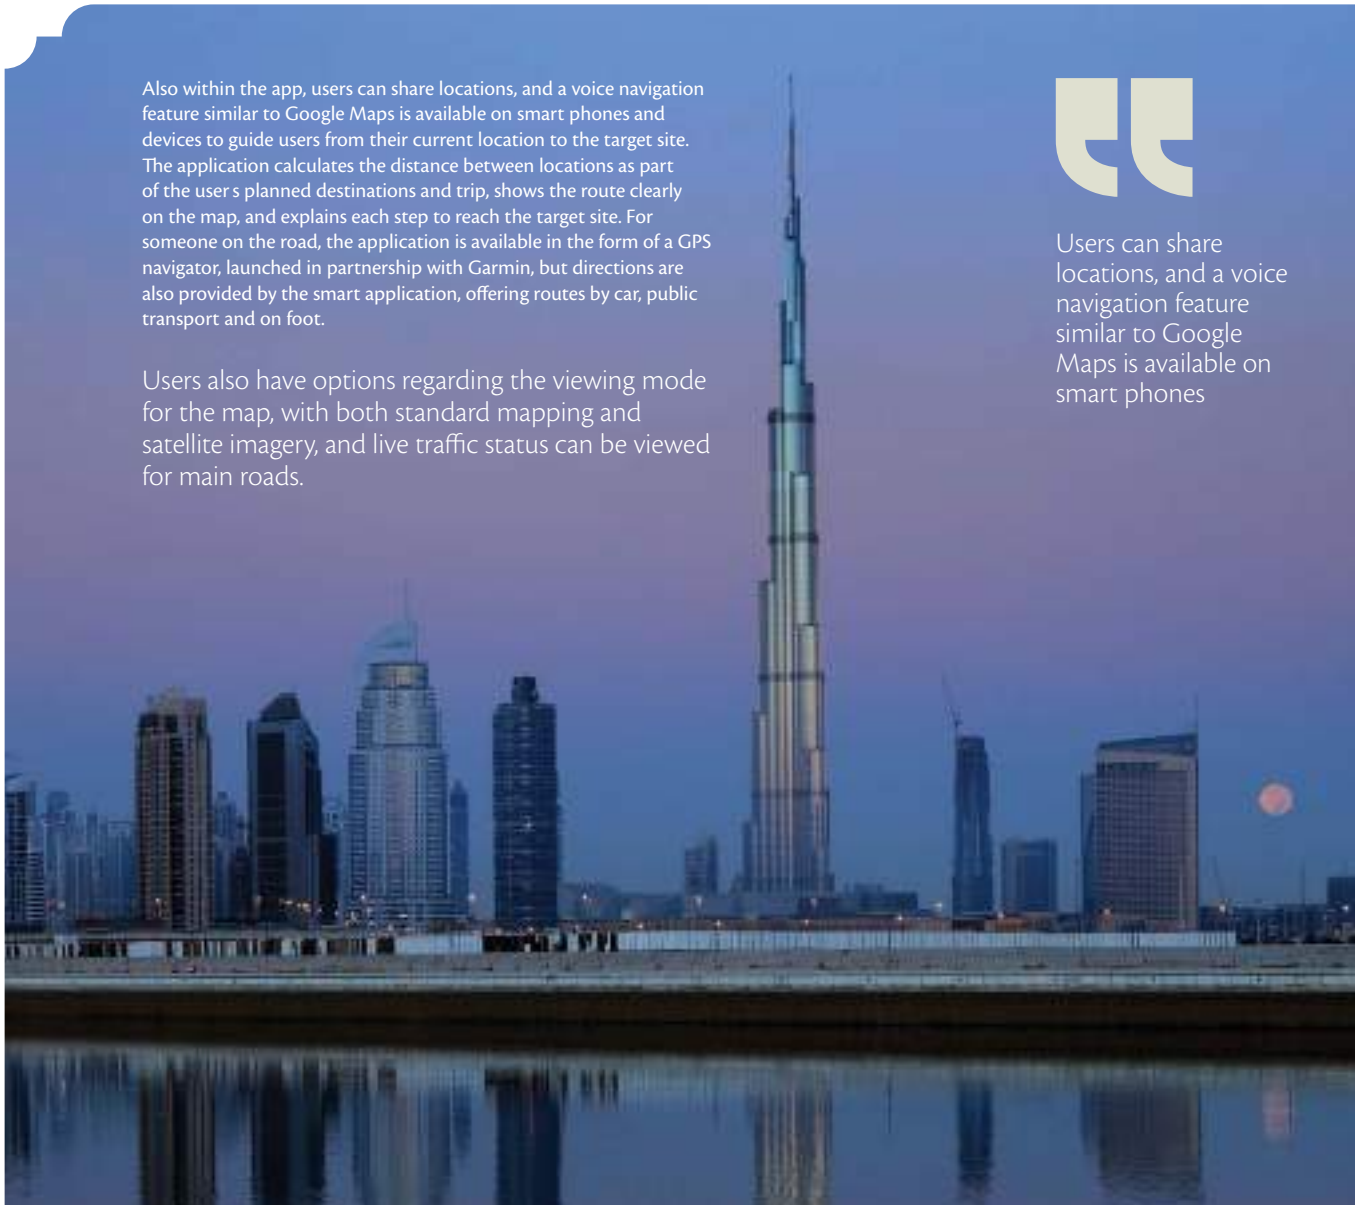 Also within the app, users can share locations, and a voice navigation
feature similar to Google Maps is available on smart phones and
devices to guide users from their current location to the target site.
The application calculates the distance between locations as part
of the user s planned destinations and trip, shows the route clearly
on the map, and explains each step to reach the target site. For
someone on the road, the application is available in the form of a GPS
navigator, launched in partnership with Garmin, but directions are
also provided by the smart application, offering routes by car, public
transport and on foot.
Users also have options regarding the viewing mode
for the map, with both standard mapping and
satellite imagery, and live traffic status can be viewed
for main roads.
Users can share
locations, and a voice
navigation feature
similar to Google
Maps is available on
smart phones